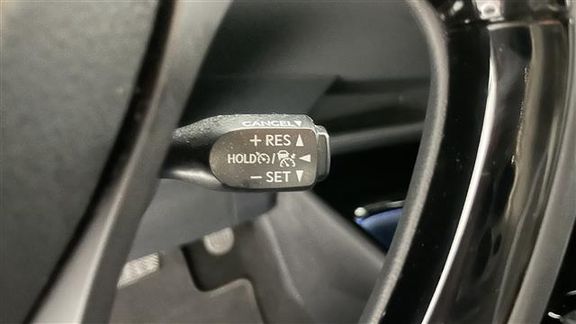 CANCEL▼
+ RES ▲
HOLD / ◄
− SET ▼